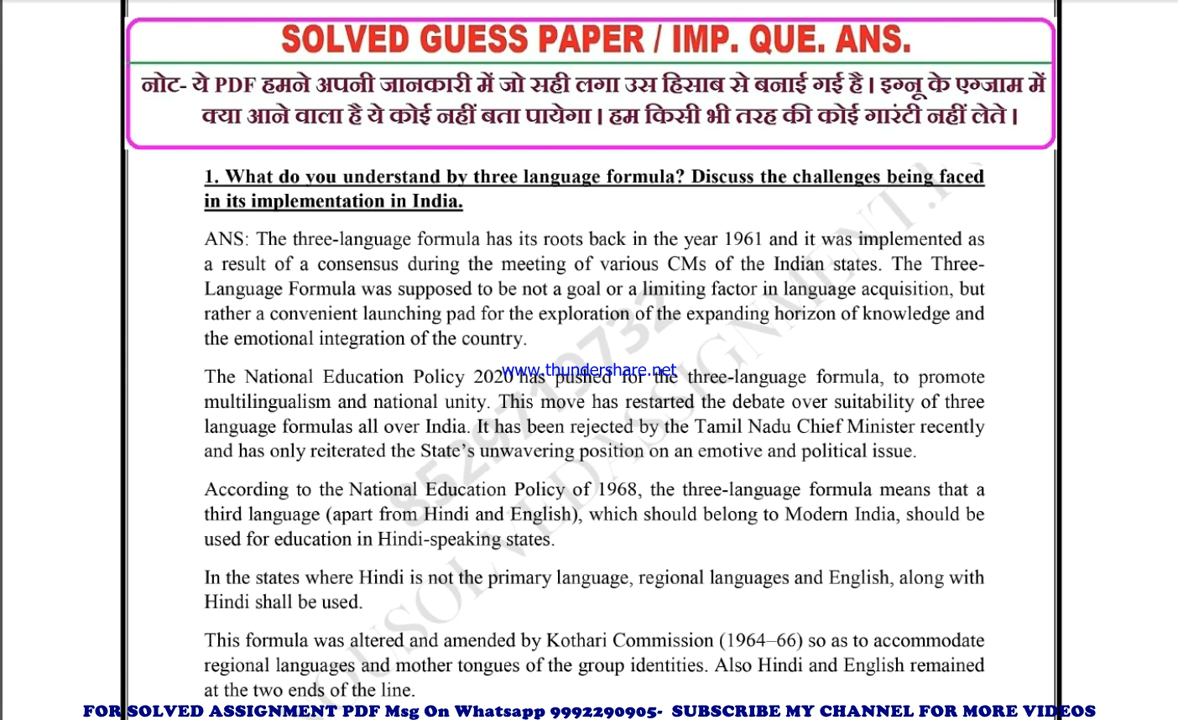 SOLVED GUESS PAPER / IMP. QUE. ANS.
नोट- ये PDF हमने अपनी जानकारी में जो सही लगा उस हिसाब से बनाई गई है। इग्नू के एग्जाम में
क्या आने वाला है ये कोई नहीं बता पायेगा। हम किसी भी तरह की कोई गारंटी नहीं लेते।
1. What do you understand by three language formula? Discuss the challenges being faced
in its implementation in India.
ANS: The three-language formula has its roots back in the year 1961 and it was implemented as
a result of a consensus during the meeting of various CMs of the Indian states. The Three-
Language Formula was supposed to be not a goal or a limiting factor in language acquisition, but
rather a convenient launching pad for the exploration of the expanding horizon of knowledge and
the emotional integration of the country.
www.thundershare.net
The National Education Policy 2020 has pushed for the three-language formula, to promote
multilingualism and national unity. This move has restarted the debate over suitability of three
language formulas all over India. It has been rejected by the Tamil Nadu Chief Minister recently
and has only reiterated the State's unwavering position on an emotive and political issue.
According to the National Education Policy of 1968, the three-language formula means that a
third language (apart from Hindi and English), which should belong to Modern India, should be
used for education in Hindi-speaking states.
In the states where Hindi is not the primary language, regional languages and English, along with
Hindi shall be used.
This formula was altered and amended by Kothari Commission (1964–66) so as to accommodate
regional languages and mother tongues of the group identities. Also Hindi and English remained
at the two ends of the line.
FOR SOLVED ASSIGNMENT PDF Msg On Whatsapp 9992290905- SUBSCRIBE MY CHANNEL FOR MORE VIDEOS